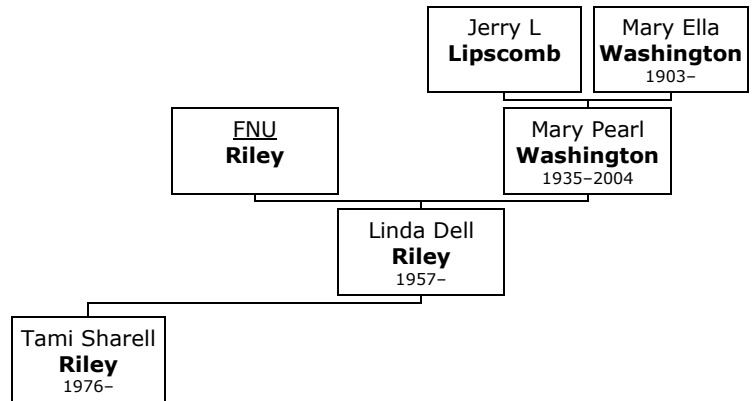 Jerry L
Lipscomb
Mary Ella
Washington
1903–
FNU
Riley
Mary Pearl
Washington
1935–2004
Linda Dell
Riley
1957–
Tami Sharell
Riley
1976–